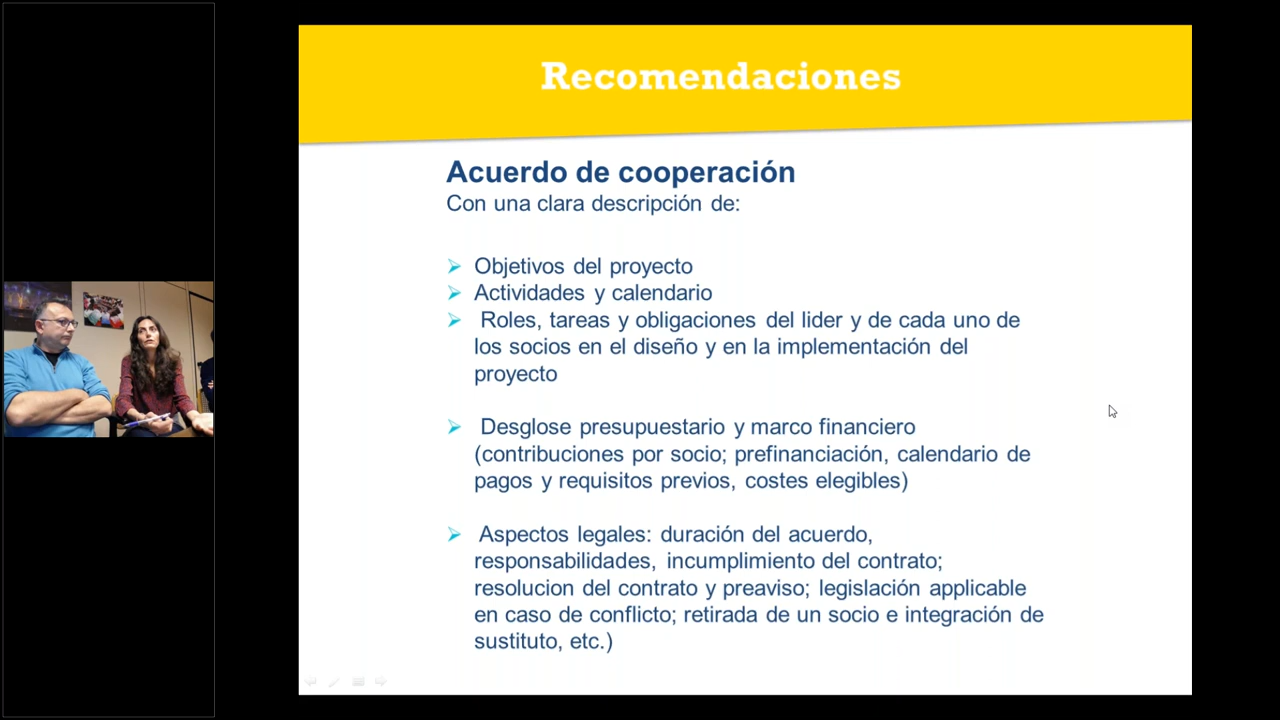 Recomendaciones
Acuerdo de cooperación
Con una clara descripción de:
Objetivos del proyecto
Actividades y calendario
Roles, tareas y obligaciones del lider y de cada uno de
los socios en el diseño y en la implementación del
proyecto
Desglose presupuestario y marco financiero
(contribuciones por socio; prefinanciación, calendario de
pagos y requisitos previos, costes elegibles)
Aspectos legales: duración del acuerdo,
responsabilidades, incumplimiento del contrato;
resolucion del contrato y preaviso; legislación applicable
en caso de conflicto; retirada de un socio e integración de
sustituto, etc.)